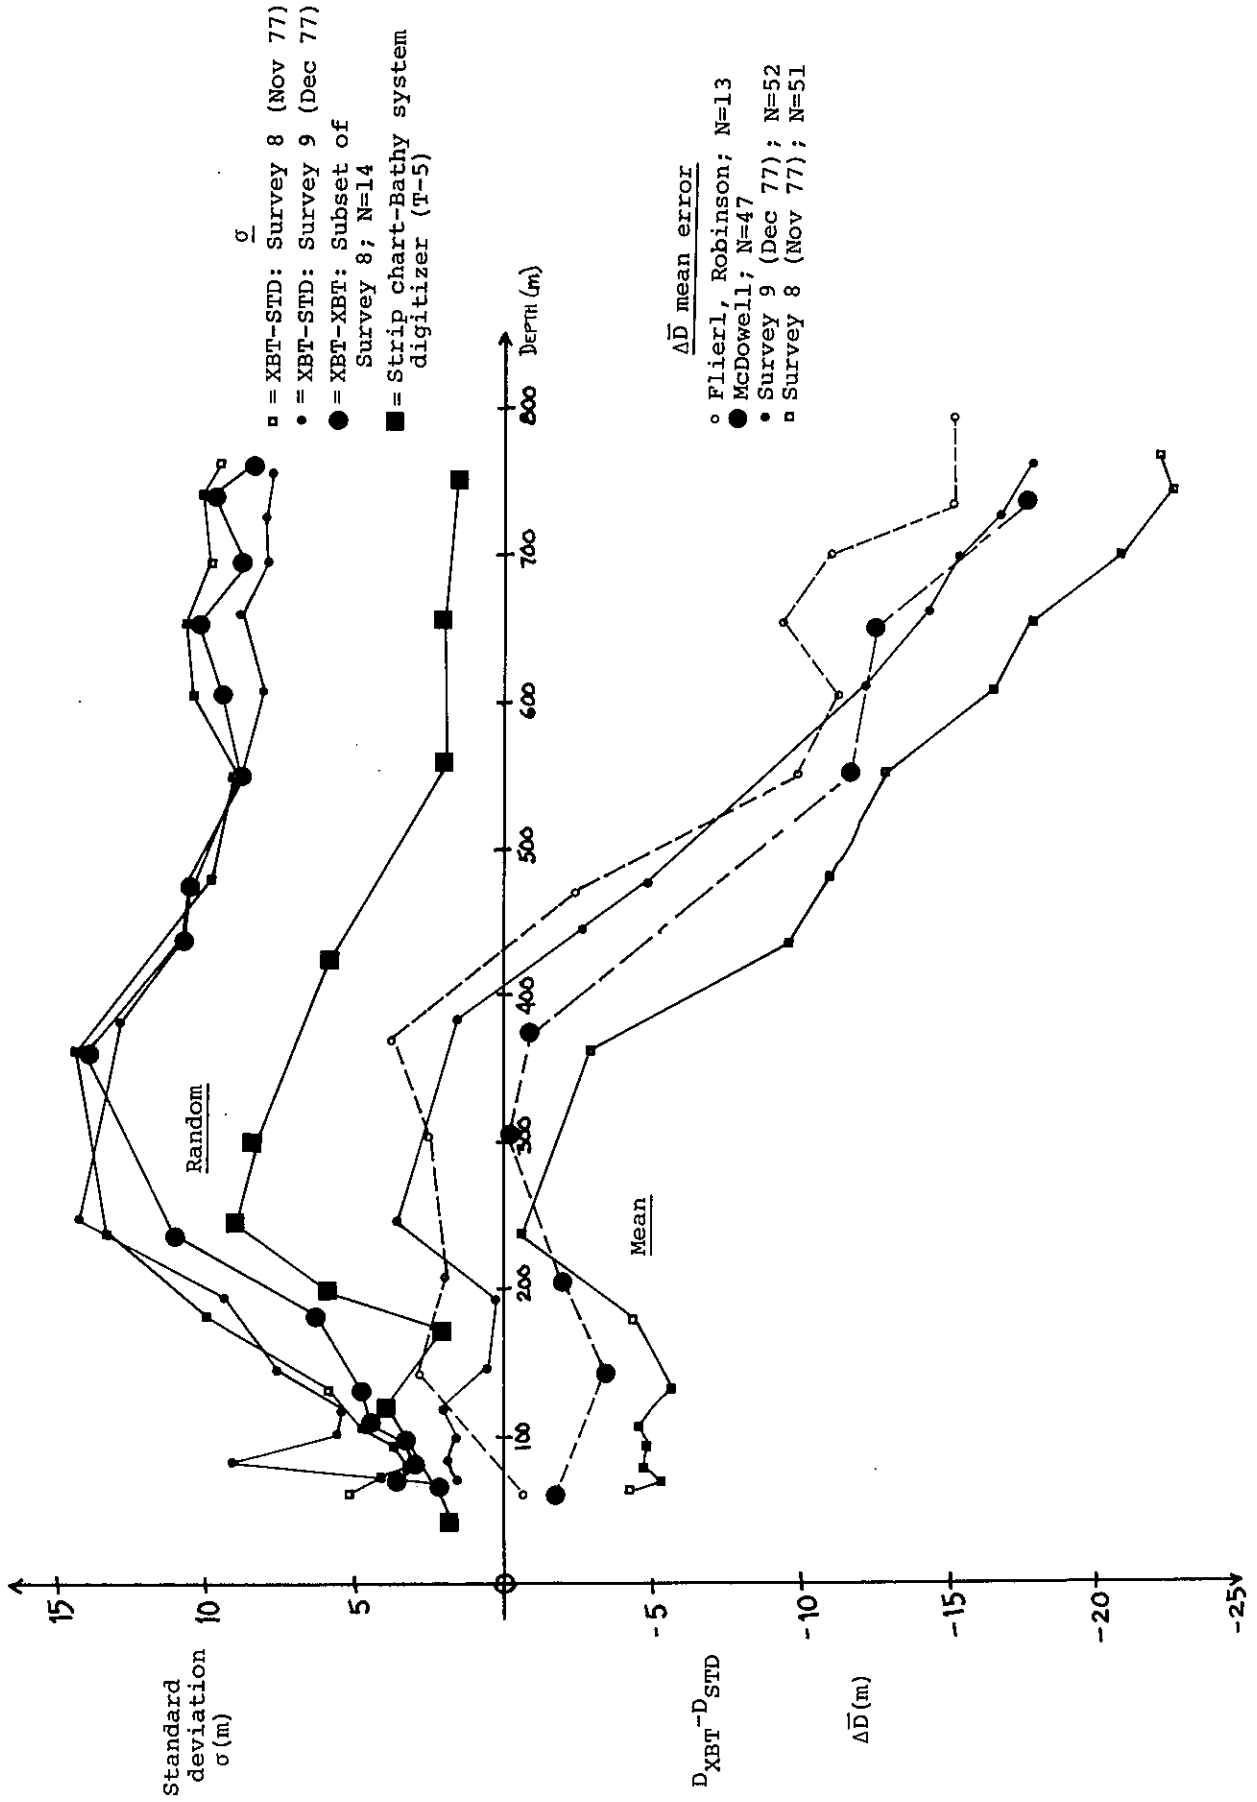 Standard
deviation
σ(m)
15
10
5
-5
-10
-15
-20
-25
D_XBT-D_STD
ΔD̅(m)
100
200
300
400
500
600
700
800
DEPTH (m)
Random
Mean
σ
▫ = XBT-STD: Survey 8 (Nov 77)
• = XBT-STD: Survey 9 (Dec 77)
● = XBT-XBT: Subset of
Survey 8; N=14
■ = Strip chart-Bathy system
digitizer (T-5)
ΔD̅ mean error
○ Flierl, Robinson; N=13
● McDowell; N=47
• Survey 9 (Dec 77); N=52
▫ Survey 8 (Nov 77); N=51